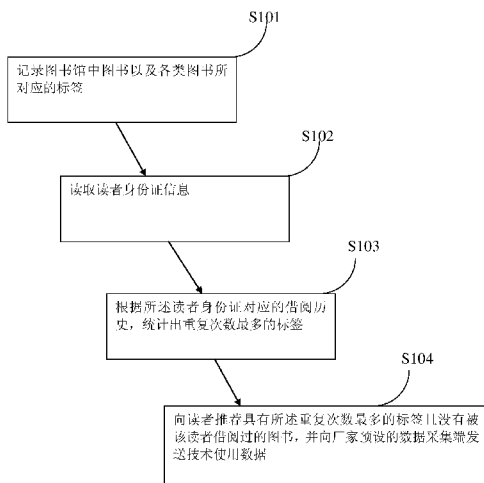 S101
记录图书馆中图书以及各类图书所
对应的标签
S102
读取读者身份证信息
S103
根据所述读者身份证对应的借阅历
史，统计出重复次数最多的标签
S104
向读者推荐具有所述重复次数最多的标签且没有被
该读者借阅过的图书，并向厂家预设的数据采集端发
送技术使用数据